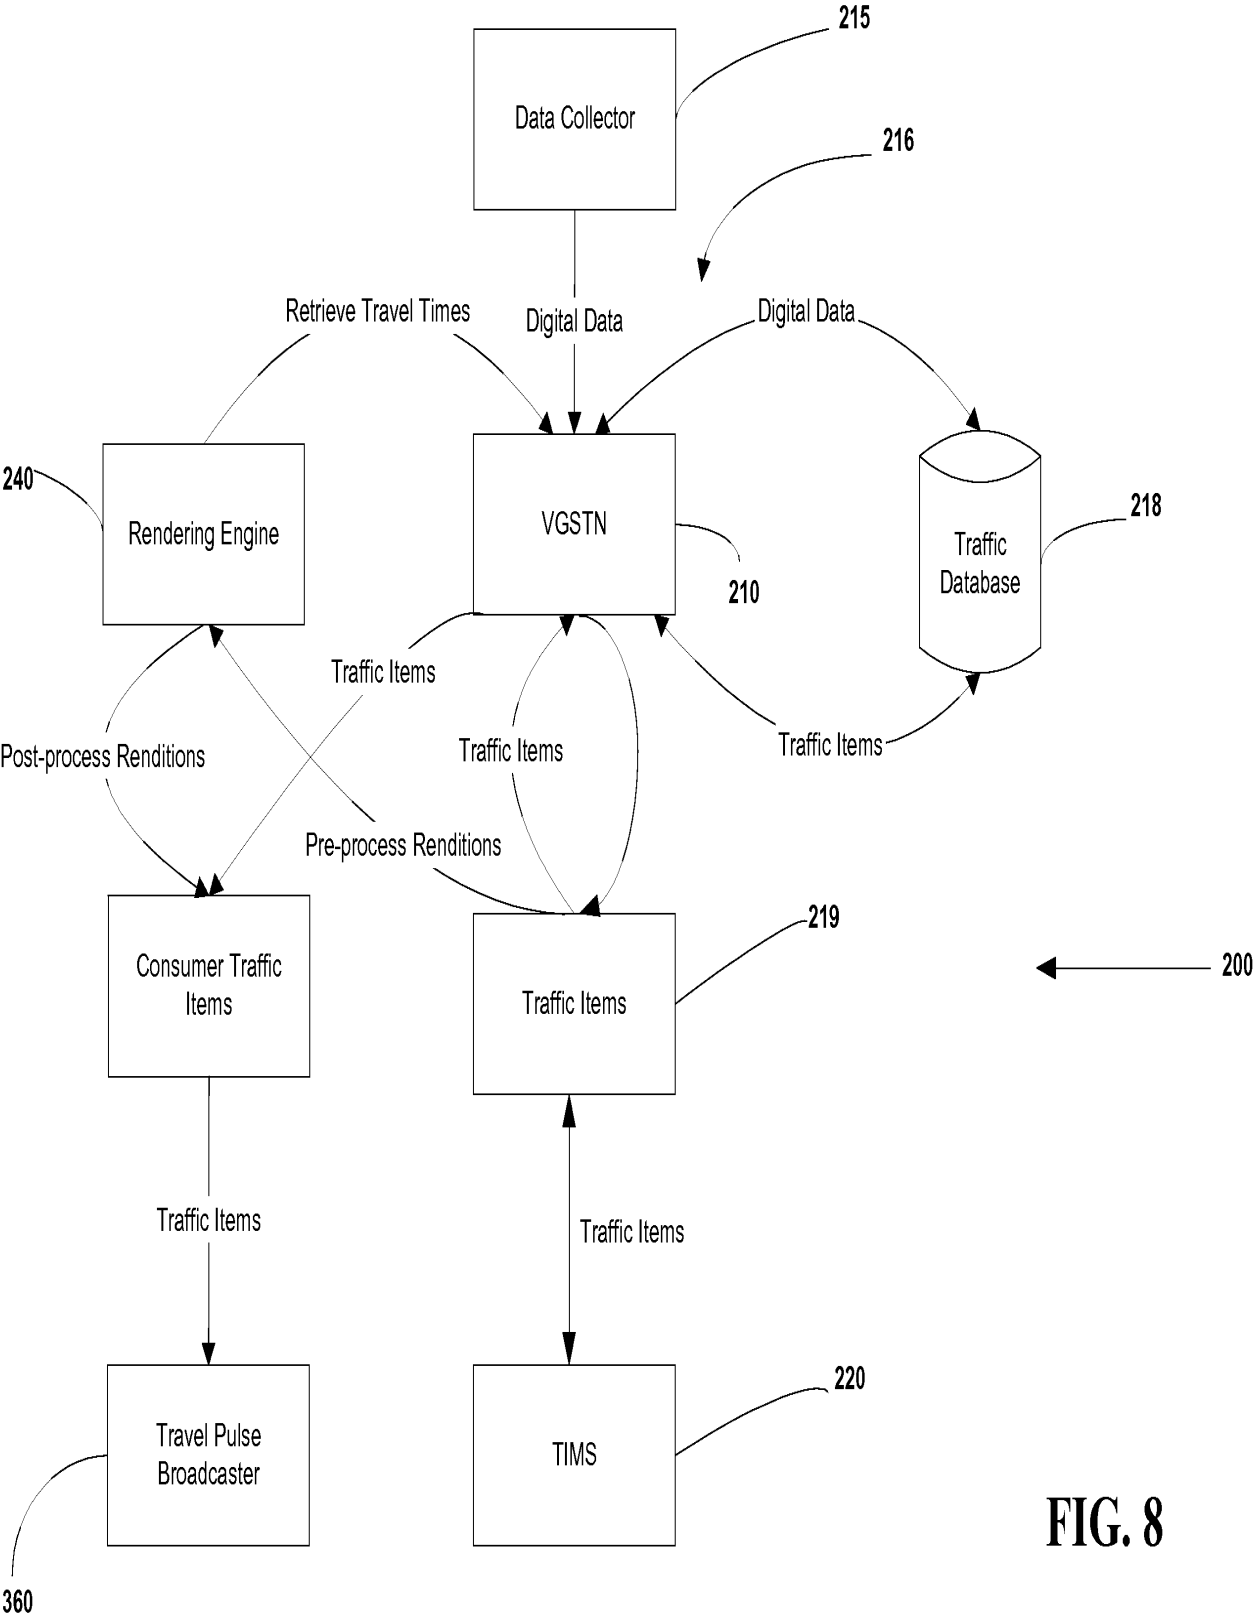 215
Data Collector
216
Retrieve Travel Times
Digital Data
Digital Data
240
Rendering Engine
VGSTN
218
Traffic
Database
210
Traffic Items
Post-process Renditions
Traffic Items
Traffic Items
Pre-process Renditions
219
Consumer Traffic
Items
Traffic Items
200
Traffic Items
Traffic Items
220
Travel Pulse
Broadcaster
TIMS
FIG. 8
360